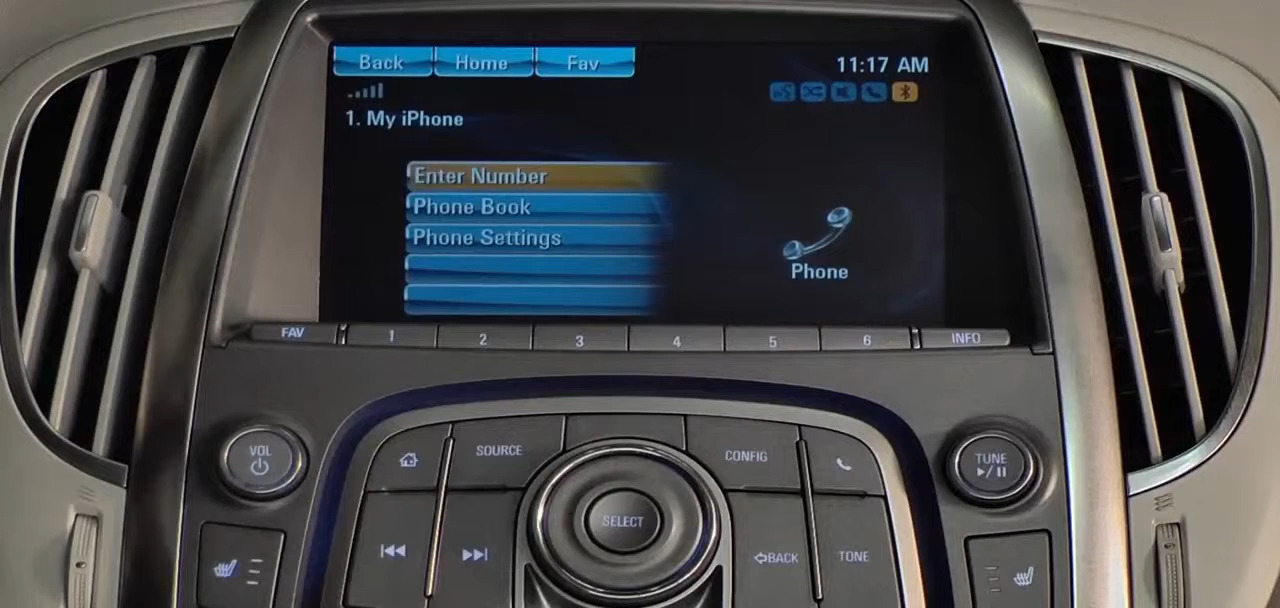 Back Home Fav
11:17 AM
1. My iPhone
Enter Number
Phone Book
Phone Settings
Phone
FAV 1 2 3 4 5 6 INFO
VOL
SOURCE
CONFIG
TUNE
SELECT
BACK
TONE